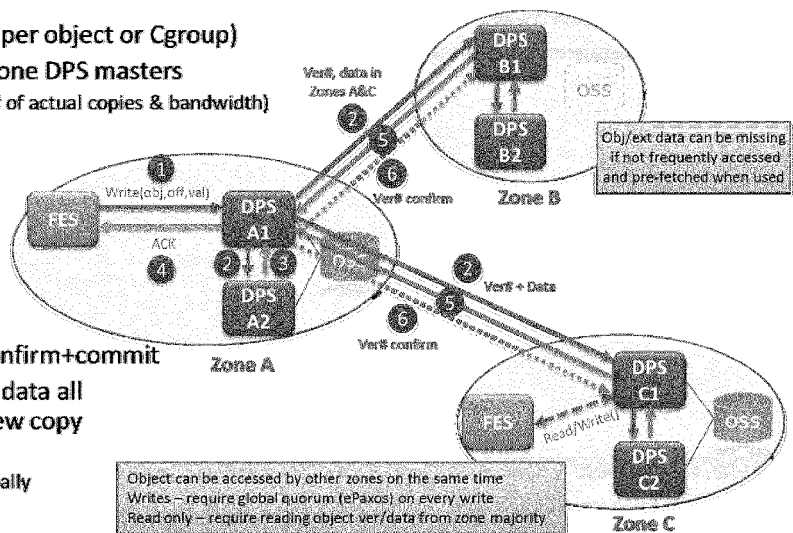 per object or Cgroup)
one DPS masters
of actual copies & bandwidth)
Ver#, data in
Zones A&C
DPS
B1
OSS
DPS
B2
Zone B
Obj/ext data can be missing
if not frequently accessed
and pre-fetched when used
2
5
6
Ver# confirm
1
Write(obj,off,val)
FES
DPS
A1
ACK
4
2
3
OSS
DPS
A2
Zone A
2
Ver# + Data
5
6
Ver# confirm
nfirm+commit
data all
ew copy
ally
DPS
C1
FES
Read/Write()
OSS
DPS
C2
Zone C
Object can be accessed by other zones on the same time
Writes – require global quorum (ePaxos) on every write
Read only – require reading object ver/data from zone majority